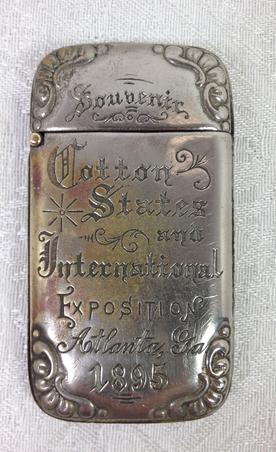 Souvenir
Cotton
States
and
International
EXPOSITION
Atlanta, Ga
1895